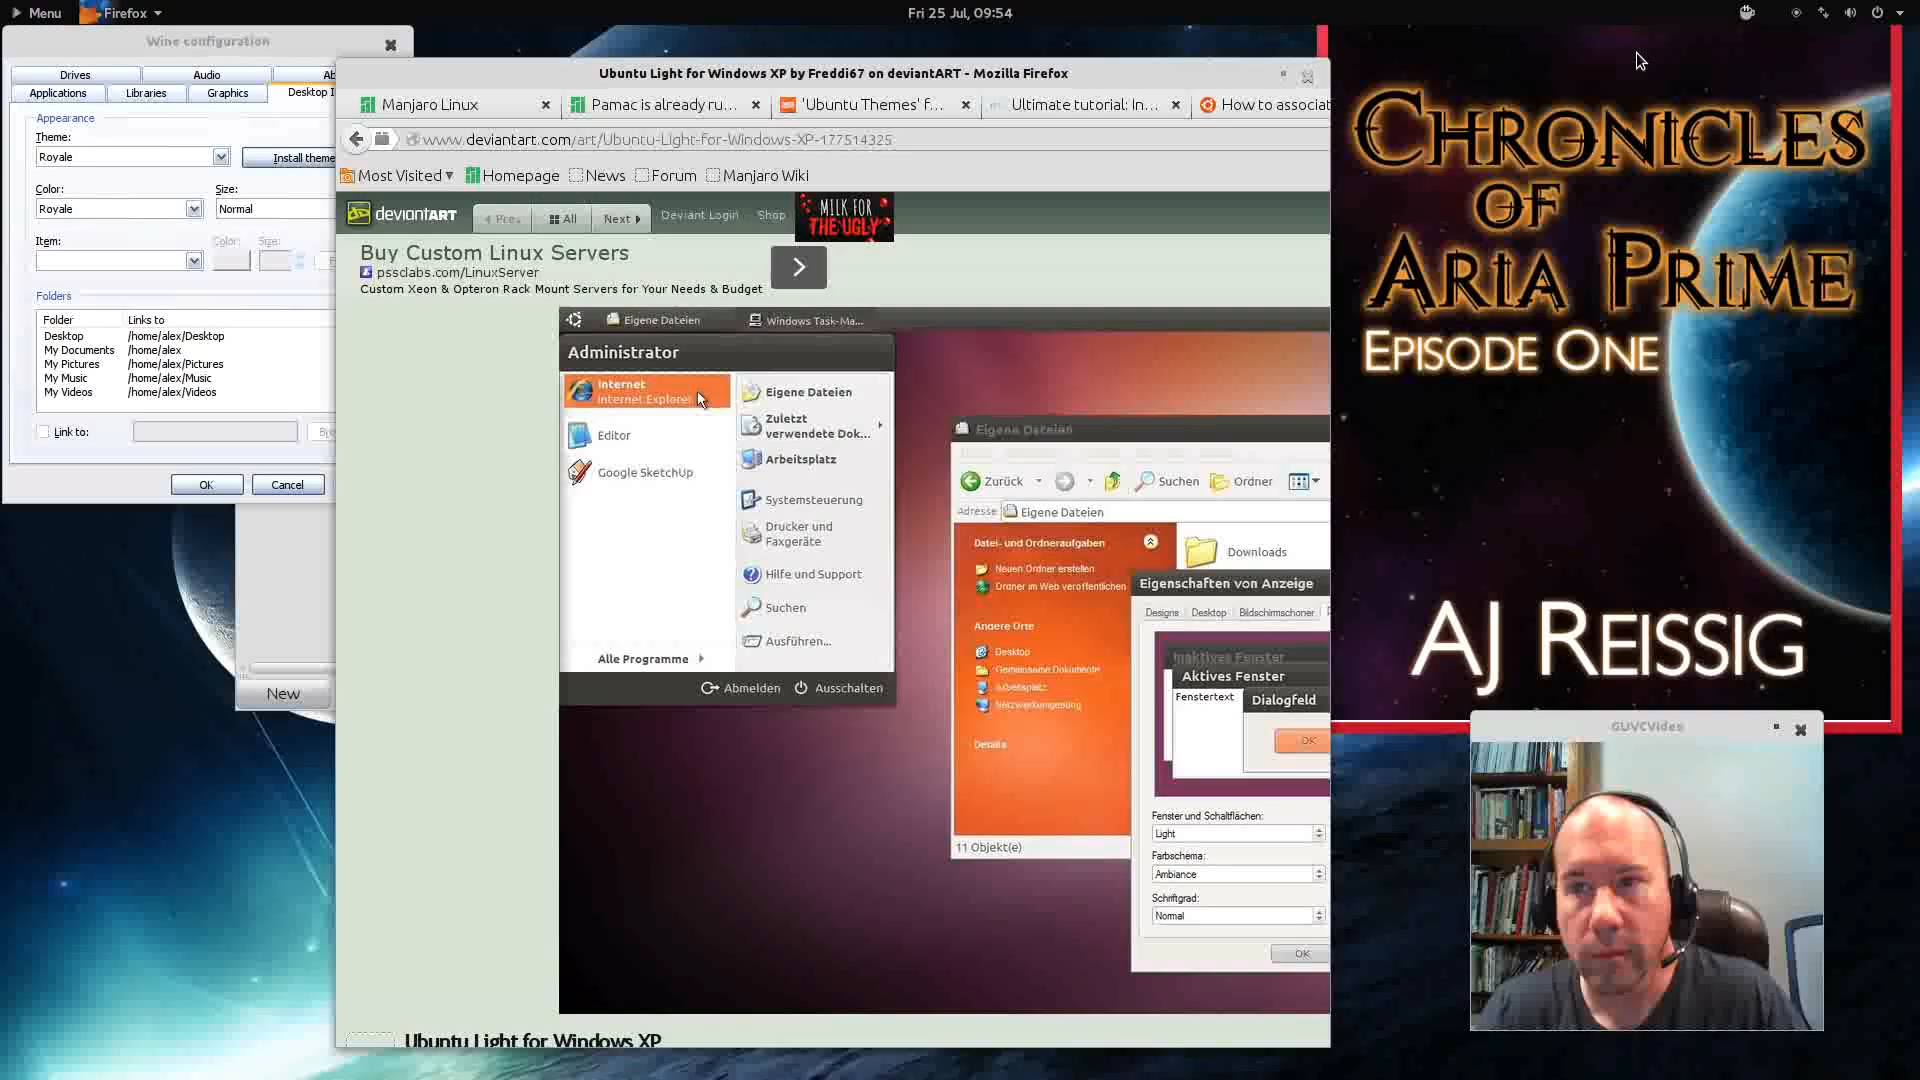 Menu
Firefox
Fri 25 Jul, 09:54
Wine configuration
Drives
Audio
Ab
Applications
Libraries
Graphics
Desktop I
Appearance
Theme:
Royale
Install theme
Color:
Size:
Royale
Normal
Item:
Color:
Size:
Folders
Folder
Links to
Desktop
/home/alex/Desktop
My Documents
/home/alex
My Pictures
/home/alex/Pictures
My Music
/home/alex/Music
My Videos
/home/alex/Videos
Link to:
OK
Cancel
New
Ubuntu Light for Windows XP by Freddi67 on deviantART - Mozilla Firefox
Manjaro Linux
Pamac is already ru...
'Ubuntu Themes' f...
Ultimate tutorial: In...
How to associat
www.deviantart.com/art/Ubuntu-Light-for-Windows-XP-177514325
Most Visited
Homepage
News
Forum
Manjaro Wiki
deviantART
Prev
All
Next
Deviant Login
Shop
MILK FOR
THE UGLY
Buy Custom Linux Servers
pssclabs.com/LinuxServer
Custom Xeon & Opteron Rack Mount Servers for Your Needs & Budget
Eigene Dateien
Windows Task-Ma...
Administrator
Internet
Internet Explorer
Editor
Google SketchUp
Alle Programme
Eigene Dateien
Zuletzt
verwendete Dok...
Arbeitsplatz
Systemsteuerung
Drucker und
Faxgeräte
Hilfe und Support
Suchen
Ausführen...
Abmelden
Ausschalten
Eigene Dateien
Zurück
Suchen
Ordner
Adresse
Eigene Dateien
Datei- und Ordneraufgaben
Neuen Ordner erstellen
Ordner im Web veröffentlichen
Andere Orte
Desktop
Gemeinsame Dokumente
Arbeitsplatz
Netzwerkumgebung
Details
11 Objekt(e)
Downloads
Eigenschaften von Anzeige
Designs
Desktop
Bildschirmschoner
Inaktives Fenster
Aktives Fenster
Fenstertext
Dialogfeld
OK
Fenster und Schaltflächen:
Light
Farbschema:
Ambiance
Schriftgrad:
Normal
OK
Ubuntu Light for Windows XP
CHRONICLES
OF
ARIA PRIME
EPISODE ONE
AJ REISSIG
GUVCVideo